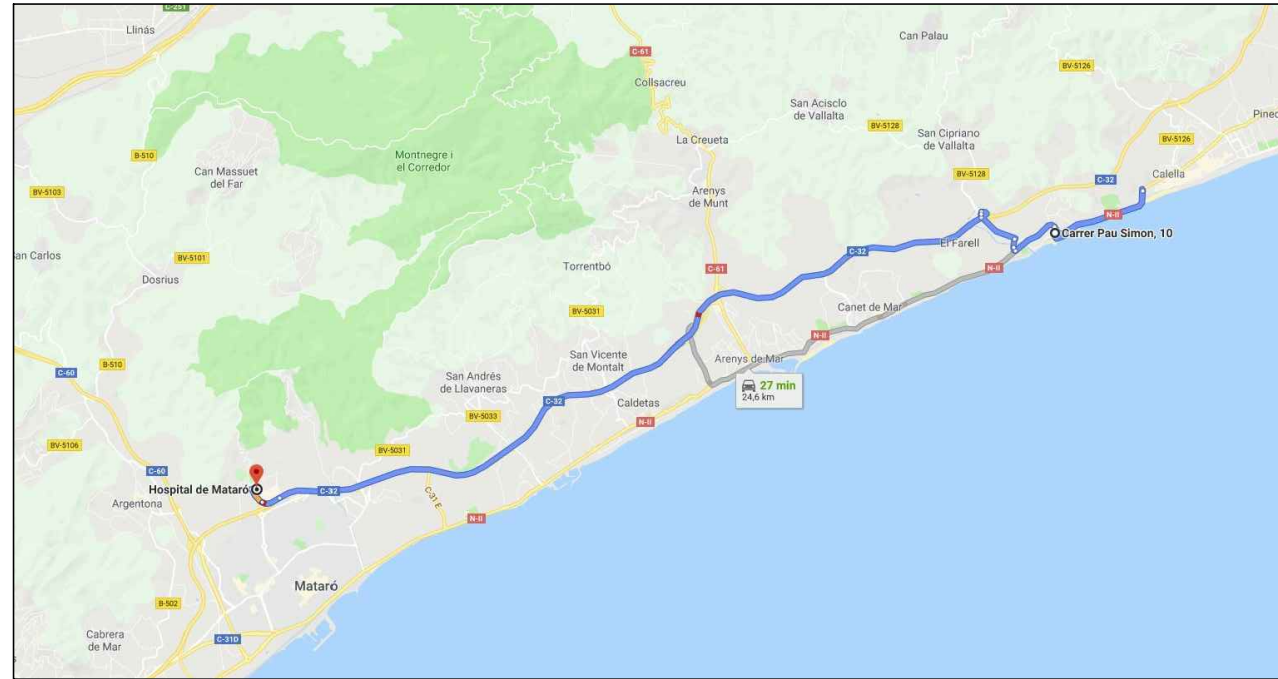 C-251
Llinás
Can Palau
C-61
Collsacreu
BV-5126
San Acisclo
de Vallalta
BV-5128
San Cipriano
de Vallalta
La Creueta
BV-5126
B-510
Montnegre i
el Corredor
Can Massuet
del Far
BV-5128
Calella
C-32
BV-5103
Arenys
de Munt
N-II
Carrer Pau Simon, 10
El Farell
C-32
San Carlos
BV-5101
Torrentbó
C-61
N-II
Dosrius
Canet de Mar
BV-5031
N-II
San Vicente
de Montalt
Arenys de Mar
B-510
C-60
San Andrés
de Llavaneras
27 min
24,6 km
C-32
Caldetas
BV-5033
N-II
BV-5106
BV-5031
C-60
Hospital de Mataró
C-32
Argentona
C-31E
N-II
Mataró
B-502
Cabrera
de Mar
C-31D